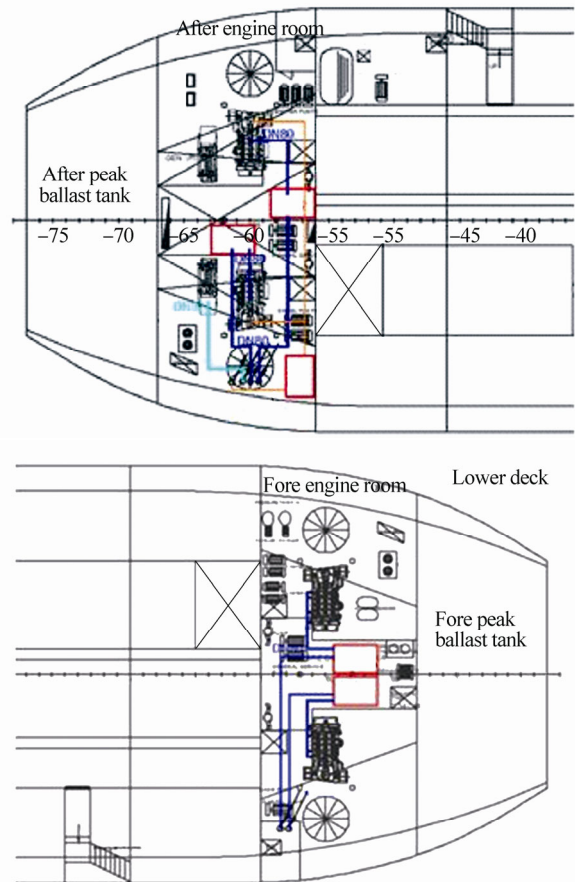 After engine room
DN80
After peak
ballast tank
–75 –70 –65 –60 –55 –55 –45 –40
DN80
Fore engine room
Lower deck
Fore peak
ballast tank